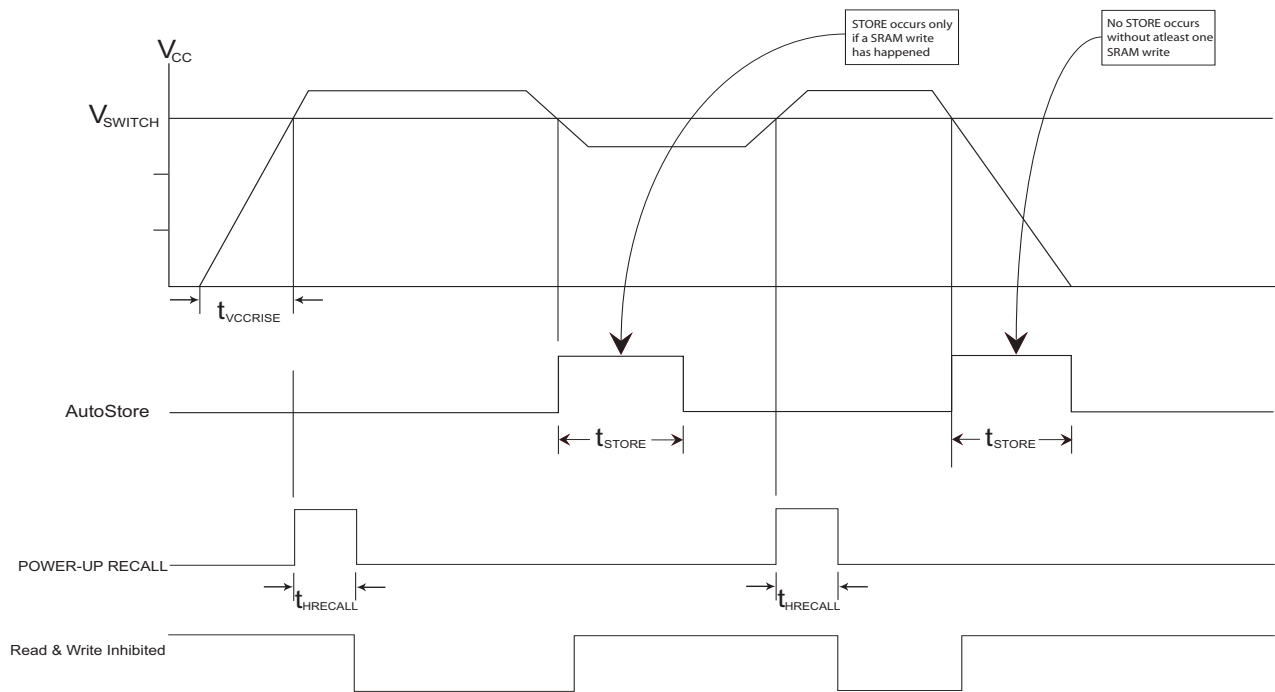 STORE occurs only
if a SRAM write
has happened
No STORE occurs
without atleast one
SRAM write
VCC
VSWITCH
tVCCRISE
AutoStore
tSTORE
tSTORE
POWER-UP RECALL
tHRECALL
tHRECALL
Read & Write Inhibited